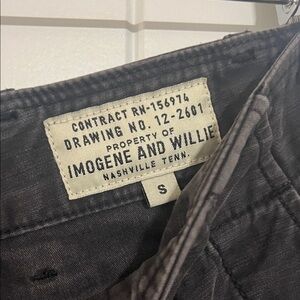 CONTRACT RN-156974
DRAWING NO. 12-2601
PROPERTY OF
IMOGENE AND WILLIE
NASHVILLE TENN.
S